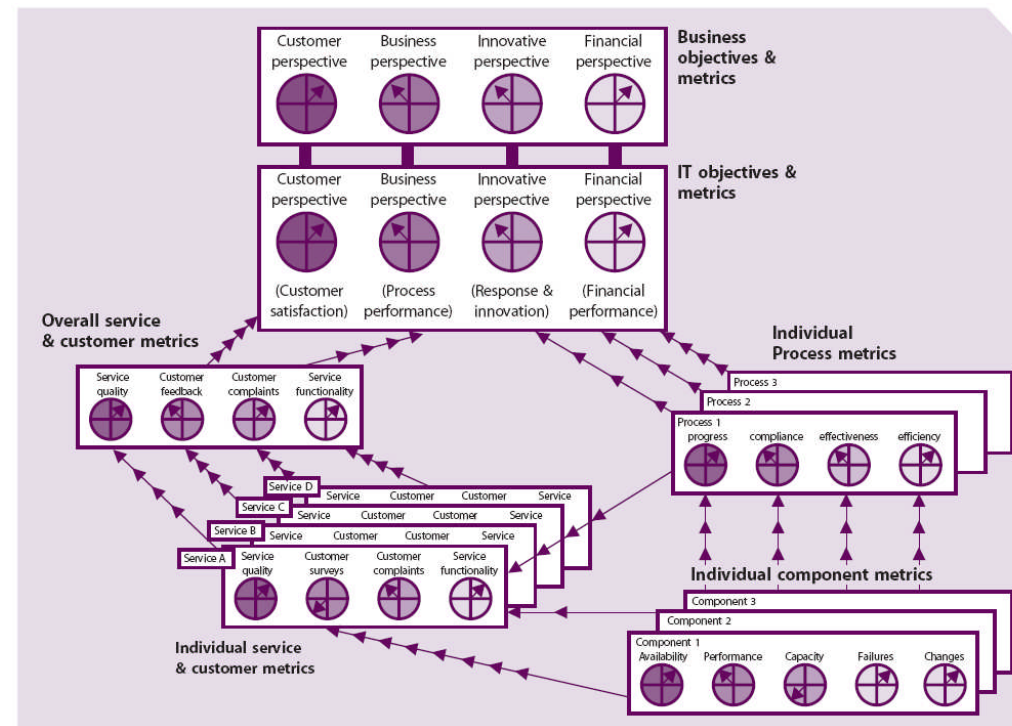 Customer perspective
Business perspective
Innovative perspective
Financial perspective
Business
objectives &
metrics
Customer perspective
Business perspective
Innovative perspective
Financial perspective
IT objectives &
metrics
(Customer satisfaction)
(Process performance)
(Response & innovation)
(Financial performance)
Overall service
& customer metrics
Service quality
Customer feedback
Customer complaints
Service functionality
Individual
Process metrics
Process 3
Process 2
Process 1
progress
compliance
effectiveness
efficiency
Service D
Service Customer Customer Service
Service C
Service Customer Customer Service
Service B
Service Customer Customer Service
Service A
Service quality
Customer surveys
Customer complaints
Service functionality
Individual service
& customer metrics
Individual component metrics
Component 3
Component 2
Component 1
Availability
Performance
Capacity
Failures
Changes